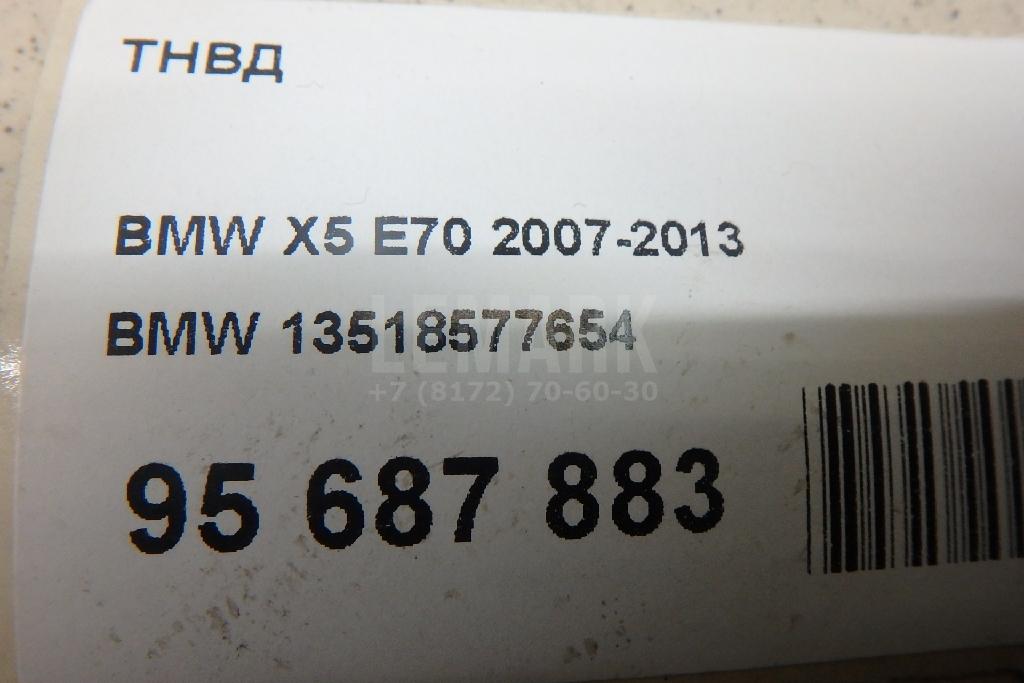 ТНВД
BMW X5 E70 2007-2013
BMW 13518577654
LEMARK
+7 (8172) 70-60-30
95 687 883